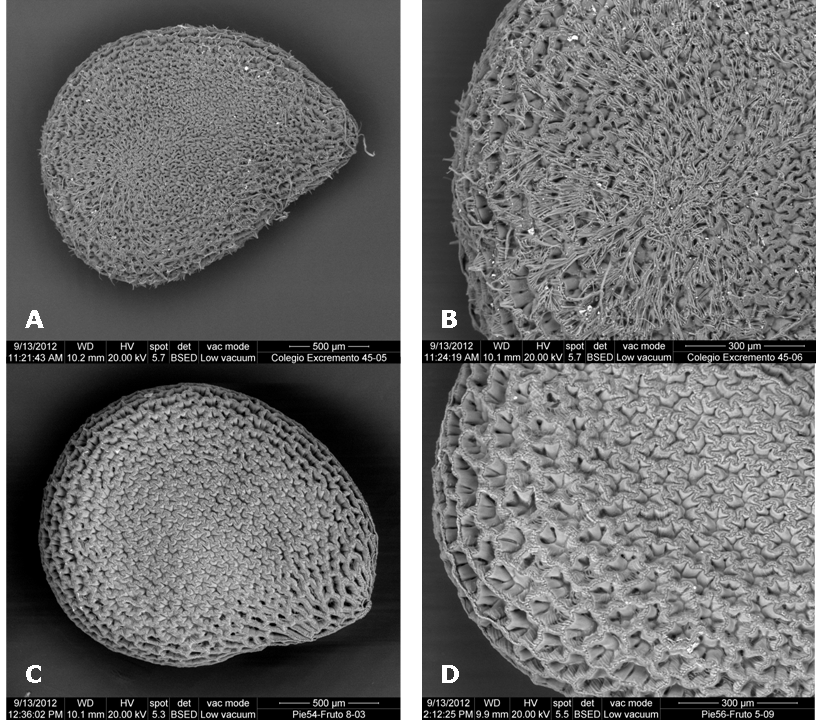 A
9/13/2012 WD HV spot det vac mode 500 µm
11:21:43 AM 10.2 mm 20.00 kV 5.7 BSED Low vacuum Colegio Excremento 45-05
B
9/13/2012 WD HV spot det vac mode 300 µm
11:24:19 AM 10.1 mm 20.00 kV 5.7 BSED Low vacuum Colegio Excremento 45-06
C
9/13/2012 WD HV spot det vac mode 500 µm
12:36:02 PM 10.1 mm 20.00 kV 5.3 BSED Low vacuum Pie54-Fruto 8-03
D
9/13/2012 WD HV spot det vac mode 300 µm
2:12:25 PM 9.9 mm 20.00 kV 5.5 BSED Low vacuum Pie56-Fruto 5-09